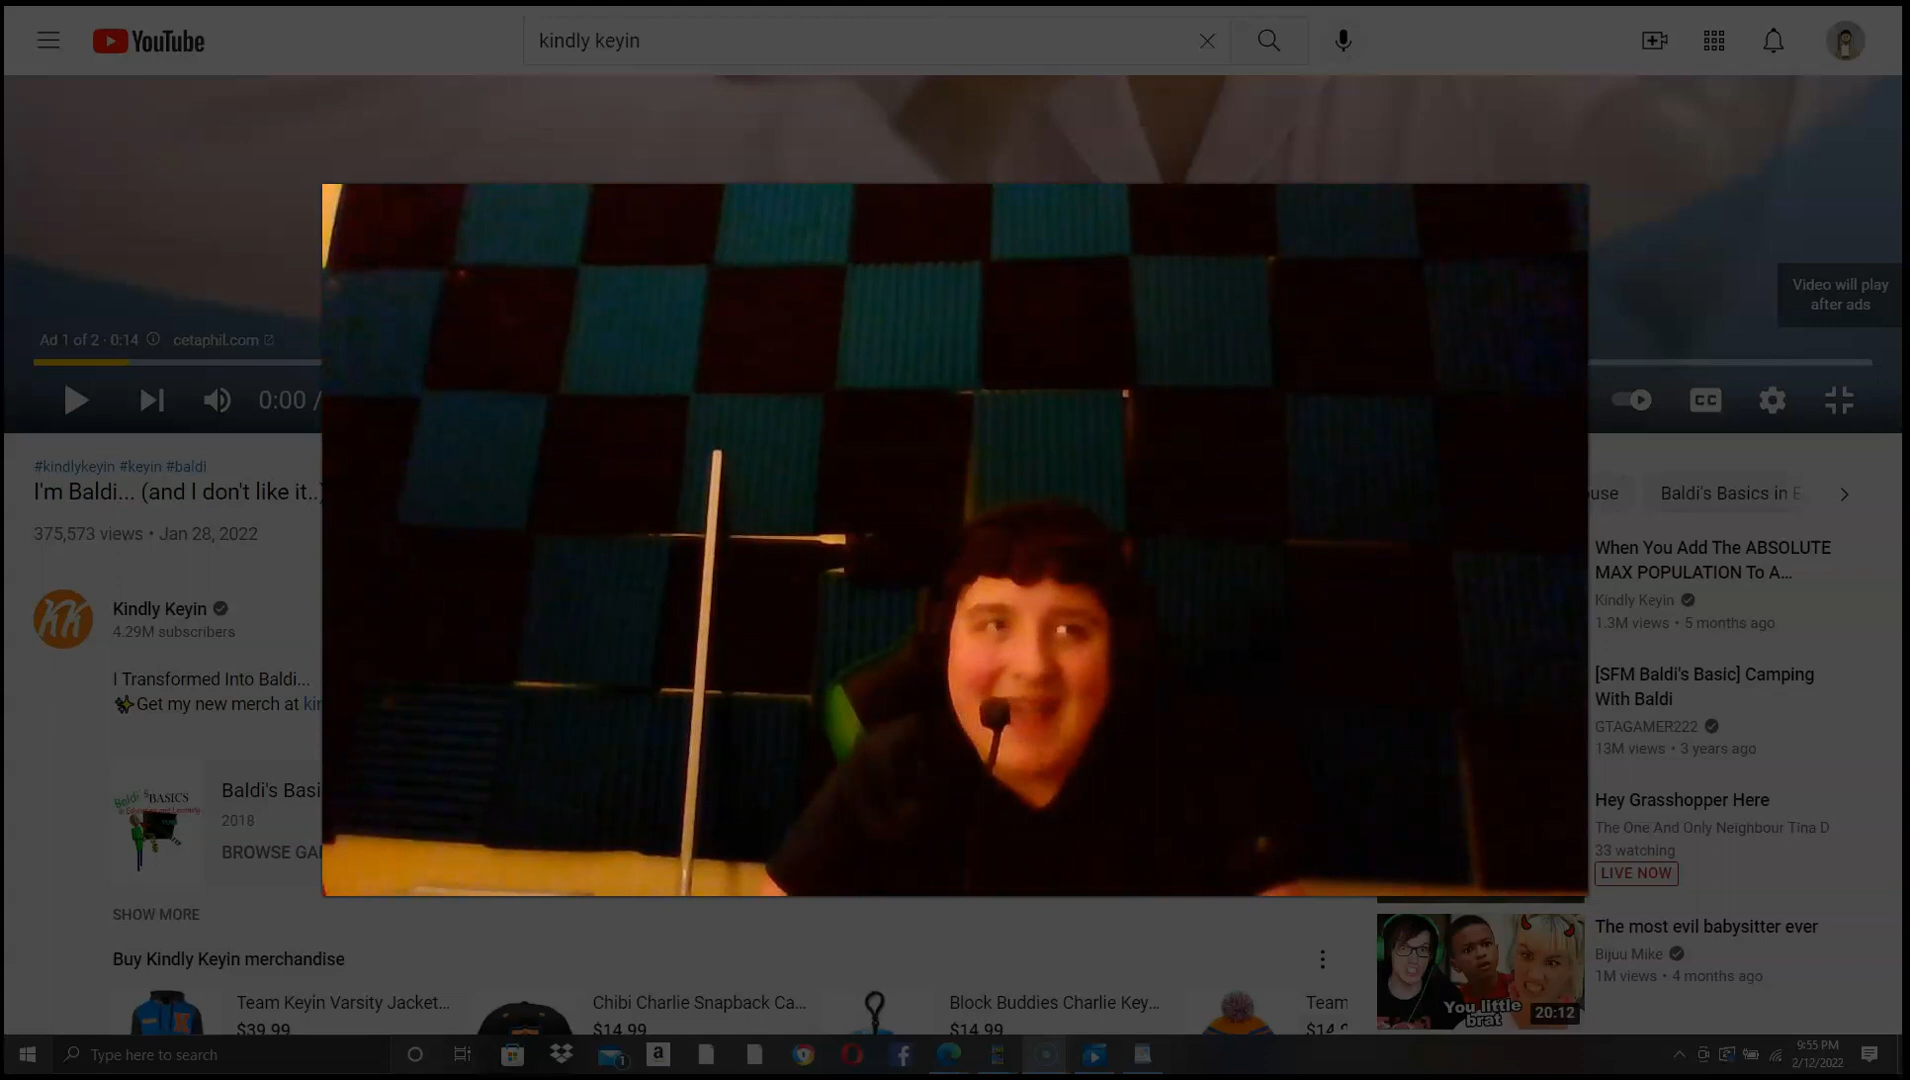 YouTube
kindly keyin
Video will play
after ads
Ad 1 of 2 · 0:14
cetaphil.com
0:00 /
CC
#kindlykeyin #keyin #baldi
I'm Baldi... (and I don't like it..)
375,573 views • Jan 28, 2022
KK
Kindly Keyin
4.29M subscribers
I Transformed Into Baldi...
✨Get my new merch at
Baldi's BASICS
Baldi's Basi
2018
BROWSE GA
SHOW MORE
Buy Kindly Keyin merchandise
Team Keyin Varsity Jacket...
$39.99
Chibi Charlie Snapback Ca...
$14.99
Block Buddies Charlie Key...
$14.99
Team
Baldi's Basics in E
When You Add The ABSOLUTE
MAX POPULATION To A...
Kindly Keyin
1.3M views • 5 months ago
[SFM Baldi's Basic] Camping
With Baldi
GTAGAMER222
13M views • 3 years ago
Hey Grasshopper Here
The One And Only Neighbour Tina D
33 watching
LIVE NOW
The most evil babysitter ever
Bijuu Mike
1M views • 4 months ago
You little
brat
20:12
Type here to search
1
a
9:55 PM
2/12/2022